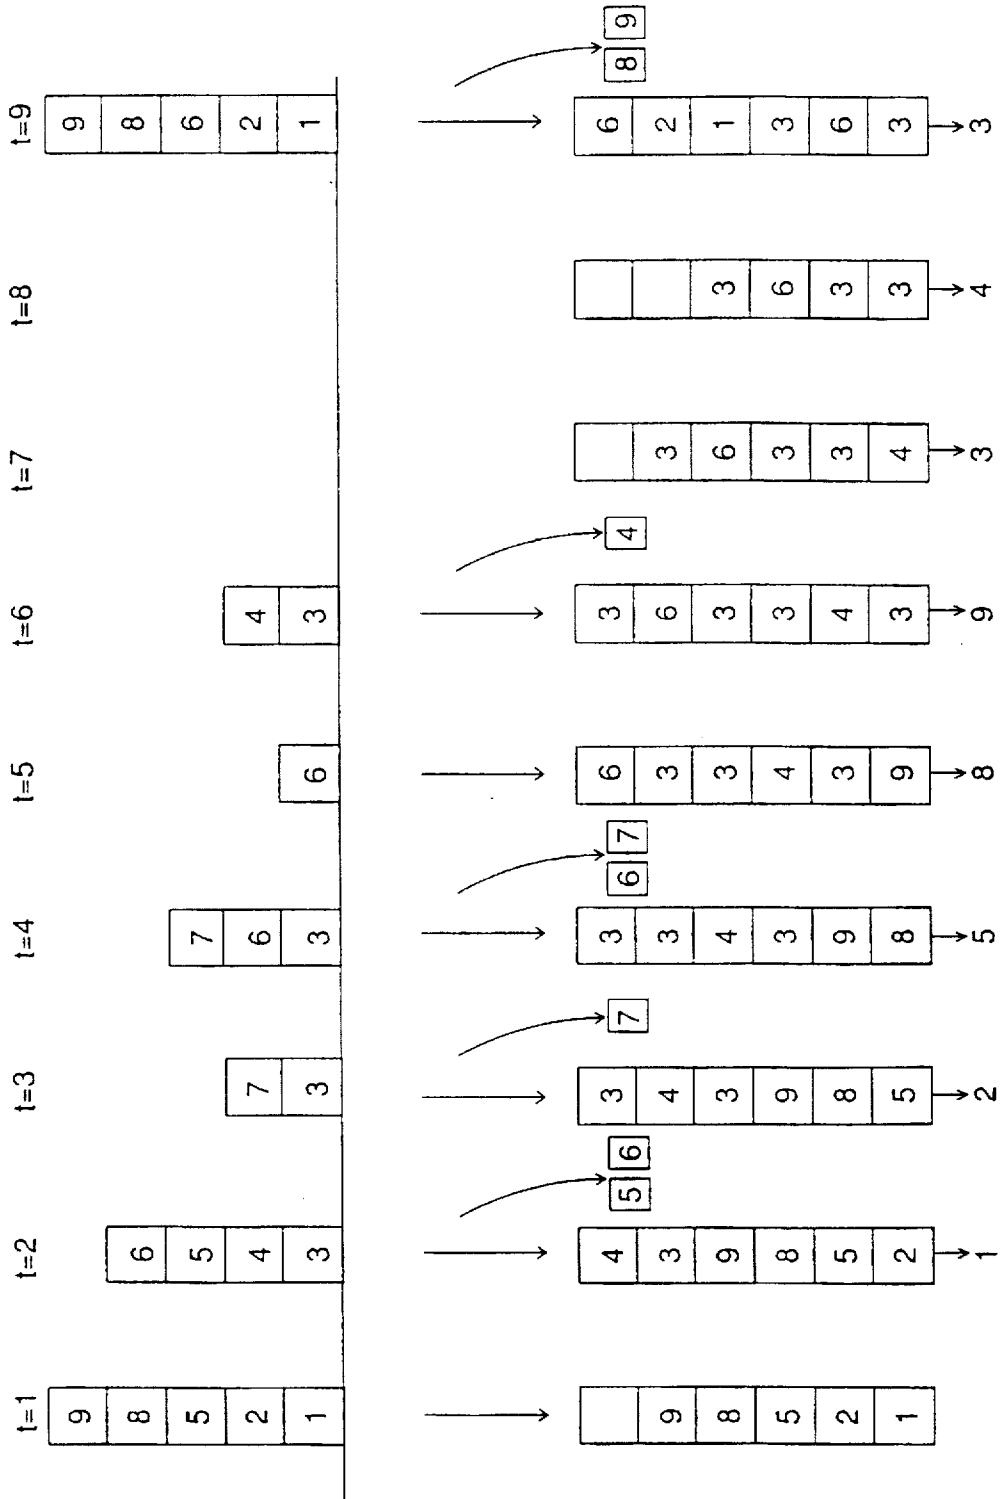 t=1 t=2 t=3 t=4 t=5 t=6 t=7 t=8 t=9
9 9
8 6 8
5 5 7 6
2 4 7 6 4 2
1 3 3 3 6 3 1
4 5 6 3 7 3 6 7 6 3 4 6 8 9
9 3 4 3 3 6 3 2
8 9 3 4 3 3 6 3 1
5 8 9 3 4 3 3 6 3
2 5 8 9 3 4 3 3 6
1 2 5 8 9 3 4 3 3
1 2 5 8 9 3 4 3